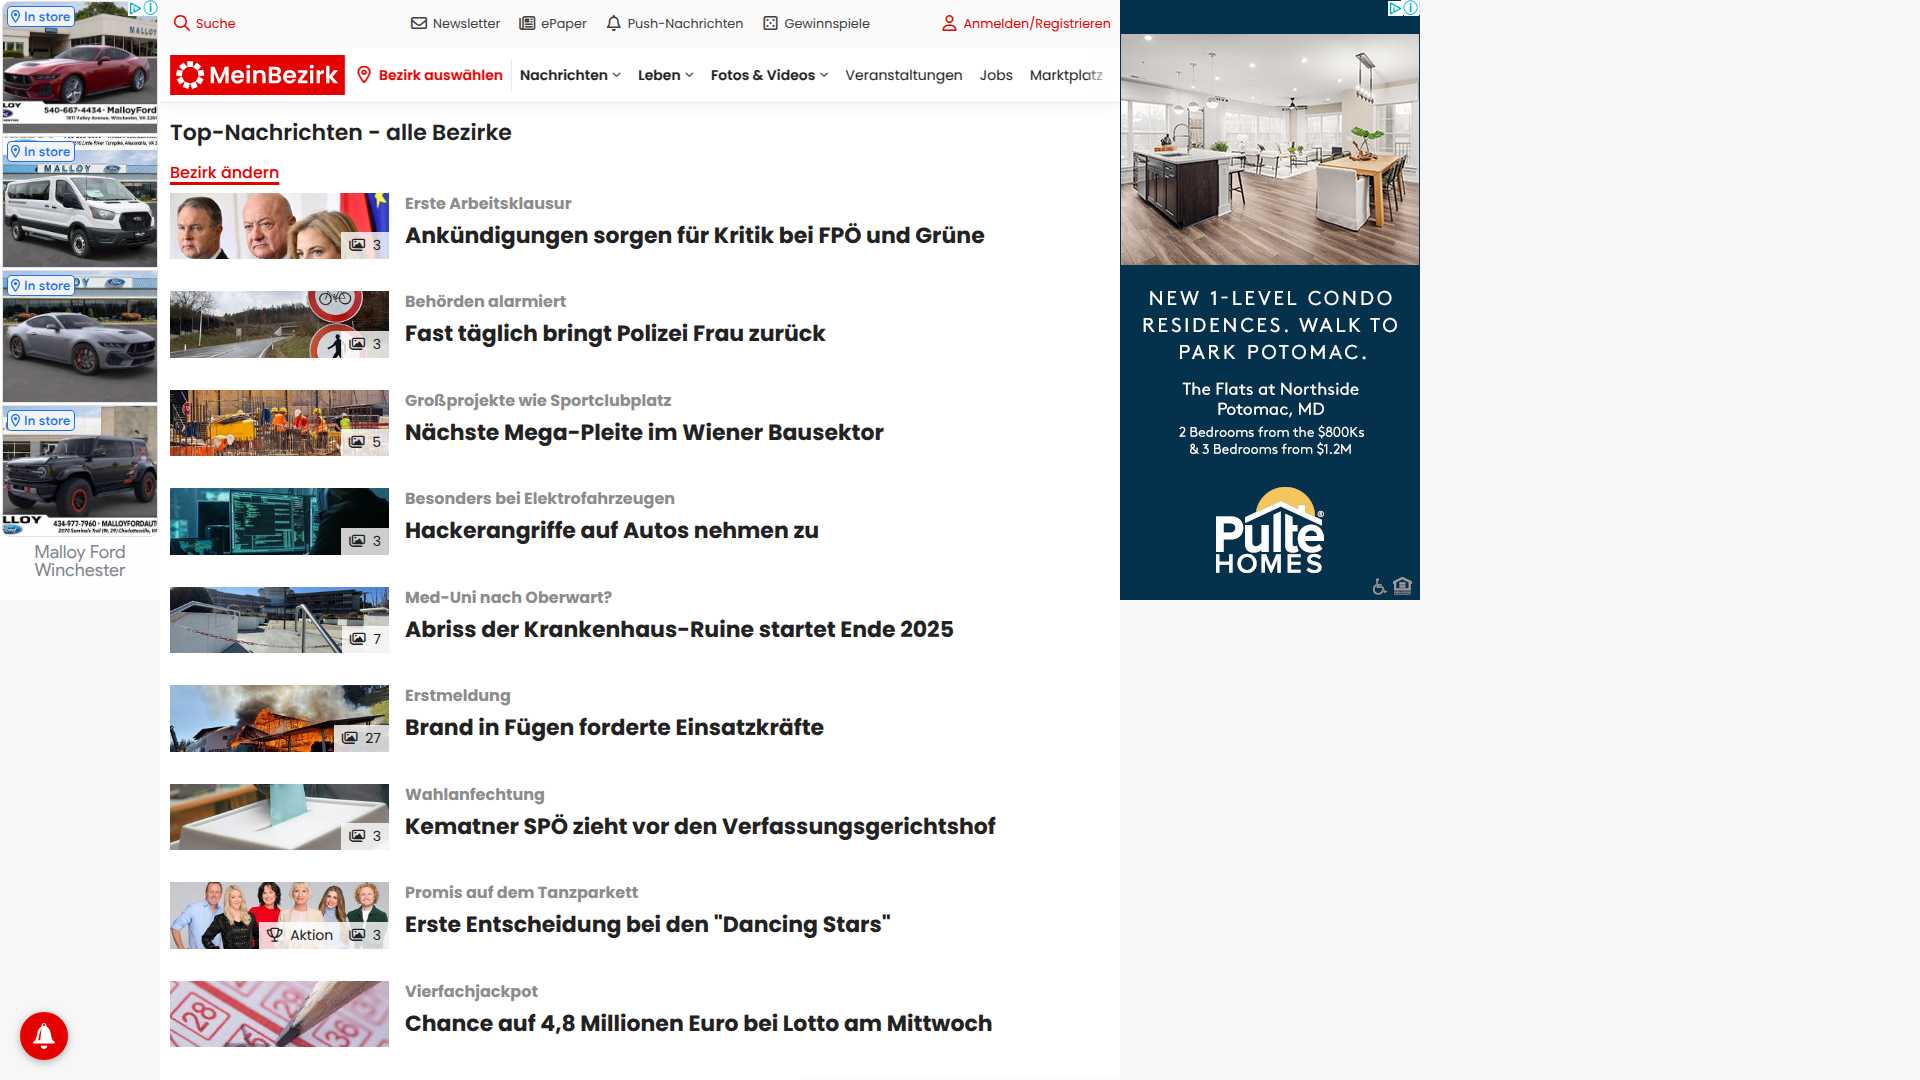 Suche
Newsletter
ePaper
Push-Nachrichten
Gewinnspiele
Anmelden/Registrieren
MeinBezirk
Bezirk auswählen
Nachrichten
Leben
Fotos & Videos
Veranstaltungen
Jobs
Marktplatz
Top-Nachrichten - alle Bezirke
Bezirk ändern
3
Erste Arbeitsklausur
Ankündigungen sorgen für Kritik bei FPÖ und Grüne
3
Behörden alarmiert
Fast täglich bringt Polizei Frau zurück
5
Großprojekte wie Sportclubplatz
Nächste Mega-Pleite im Wiener Bausektor
3
Besonders bei Elektrofahrzeugen
Hackerangriffe auf Autos nehmen zu
7
Med-Uni nach Oberwart?
Abriss der Krankenhaus-Ruine startet Ende 2025
27
Erstmeldung
Brand in Fügen forderte Einsatzkräfte
3
Wahlanfechtung
Kematner SPÖ zieht vor den Verfassungsgerichtshof
Aktion 3
Promis auf dem Tanzparkett
Erste Entscheidung bei den "Dancing Stars"
28 29 36
Vierfachjackpot
Chance auf 4,8 Millionen Euro bei Lotto am Mittwoch
In store
540-667-4434 - MalloyFord
In store
MALLOY
In store
In store
LLOY
434-977-7960 - MALLOYFORDAUT
Malloy Ford
Winchester
NEW 1-LEVEL CONDO
RESIDENCES. WALK TO
PARK POTOMAC.
The Flats at Northside
Potomac, MD
2 Bedrooms from the $800Ks
& 3 Bedrooms from $1.2M
Pulte®
HOMES